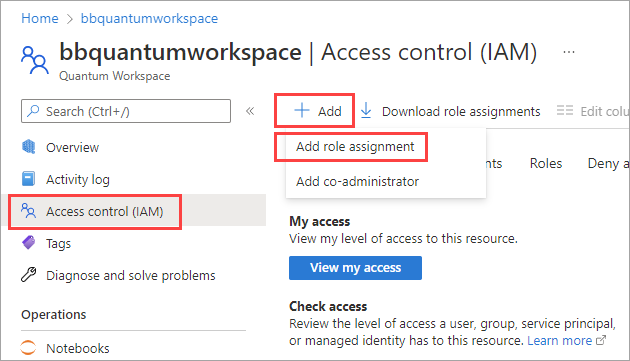 Home > bbquantumworkspace
bbquantumworkspace | Access control (IAM) ...
Quantum Workspace
Search (Ctrl+/) «
+ Add Download role assignments Edit
Overview
Add role assignment
Roles Deny a
Activity log
Add co-administrator
Access control (IAM)
My access
Tags
View my level of access to this resource.
Diagnose and solve problems
View my access
Operations
Check access
Review the level of access a user, group, service principal,
Notebooks
or managed identity has to this resource. Learn more